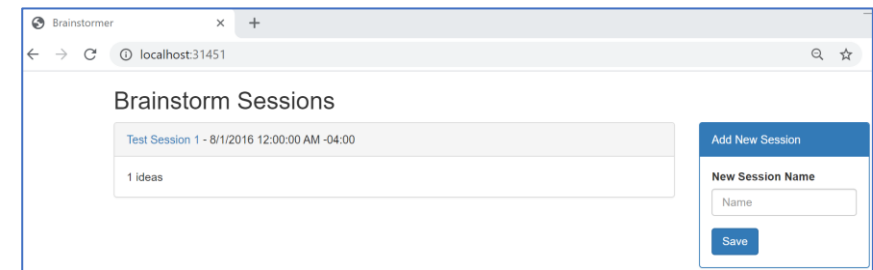 Brainstormer
localhost:31451
Brainstorm Sessions
Test Session 1 - 8/1/2016 12:00:00 AM -04:00
1 ideas
Add New Session
New Session Name
Name
Save